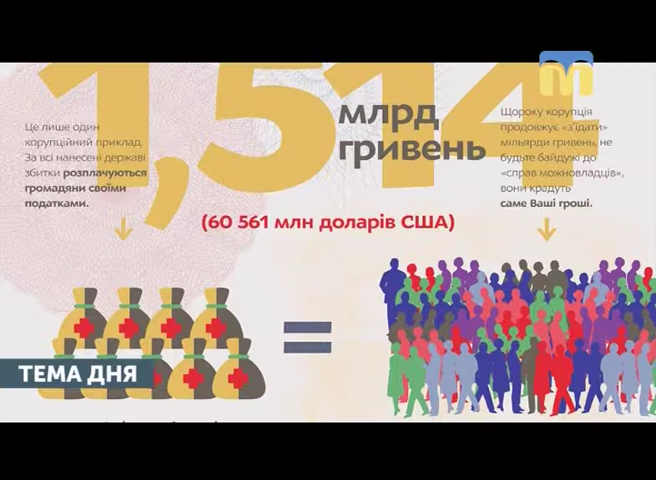 1,514
млрд
гривень
Це лише один
корупційний приклад.
За всі нанесені державі
збитки розплачуються
громадяни своїми
податками.
Щороку корупція
продовжує «з'їдати»
мільярди гривень, не
будьте байдужі до
«справ можновладців»,
вони крадуть
саме Ваші гроші.
(60 561 млн доларів США)
=
ТЕМА ДНЯ